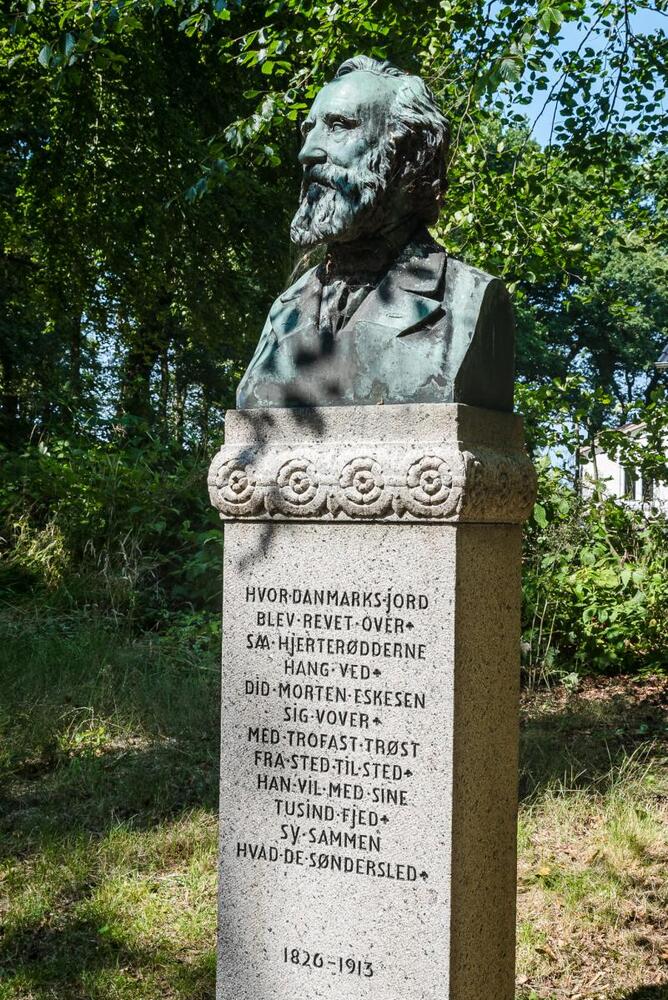 HVOR·DANMARKS·JORD
BLEV·REVET·OVER✦
SAA·HJERTERØDDERNE
HANG·VED✦
DID·MORTEN·ESKESEN
SIG·VOVER✦
MED·TROFAST·TRØST
FRA·STED·TIL·STED✦
HAN·VIL·MED·SINE
TUSIND·FJED✦
SY·SAMMEN
HVAD·DE·SØNDERSLED✦
1826-1913